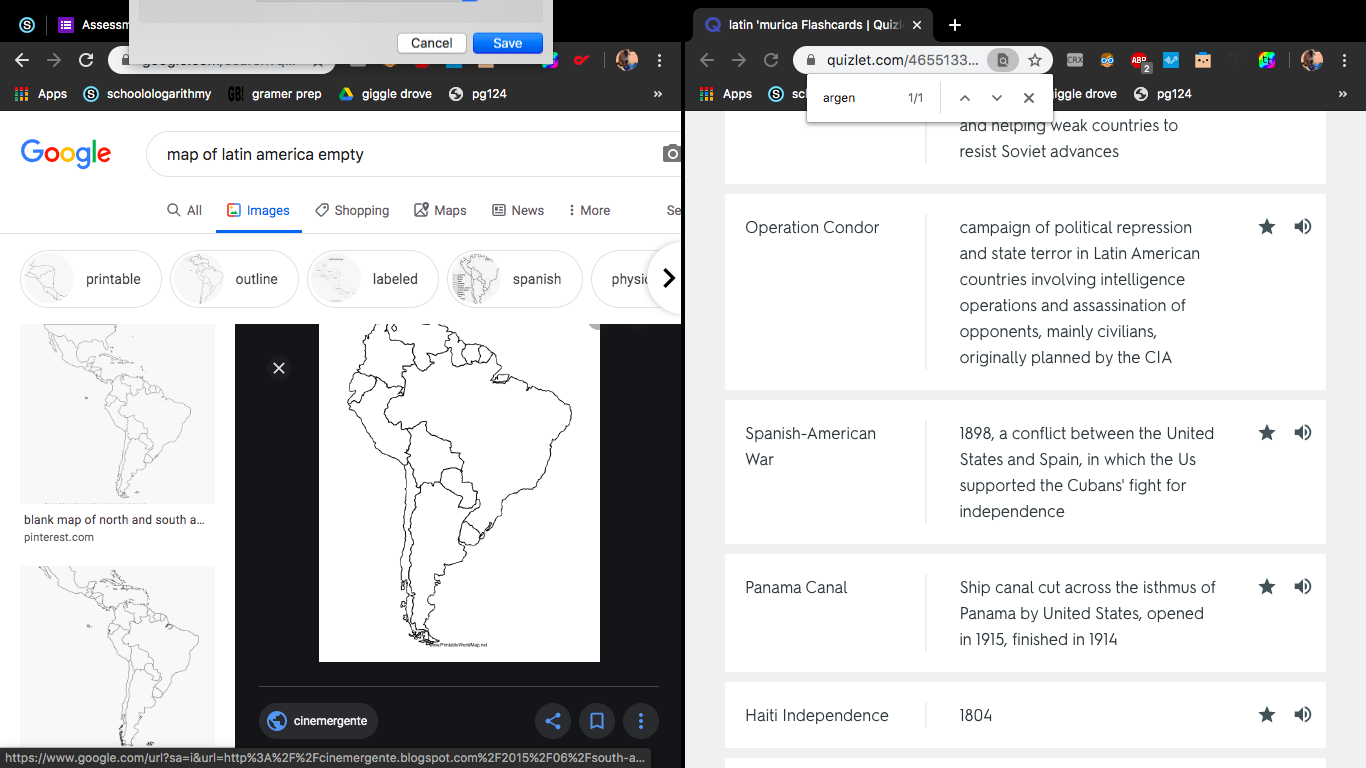 Assessm
Cancel
Save
Apps
schoolologarithmy
gramer prep
giggle drove
pg124
»
Google
map of latin america empty
All
Images
Shopping
Maps
News
More
Se
printable
outline
labeled
spanish
physic
blank map of north and south a...
pinterest.com
www.PrintableWorldMap.net
cinemergente
https://www.google.com/url?sa=i&url=http%3A%2F%2Fcinemergente.blogspot.com%2F2015%2F06%2Fsouth-a...
latin 'murica Flashcards | Quizl
quizlet.com/4655133...
CRX
ABP
2
Apps
sc
argen 1/1
iggle drove
pg124
»
and helping weak countries to
resist Soviet advances
Operation Condor
campaign of political repression
and state terror in Latin American
countries involving intelligence
operations and assassination of
opponents, mainly civilians,
originally planned by the CIA
Spanish-American
War
1898, a conflict between the United
States and Spain, in which the Us
supported the Cubans' fight for
independence
Panama Canal
Ship canal cut across the isthmus of
Panama by United States, opened
in 1915, finished in 1914
Haiti Independence
1804